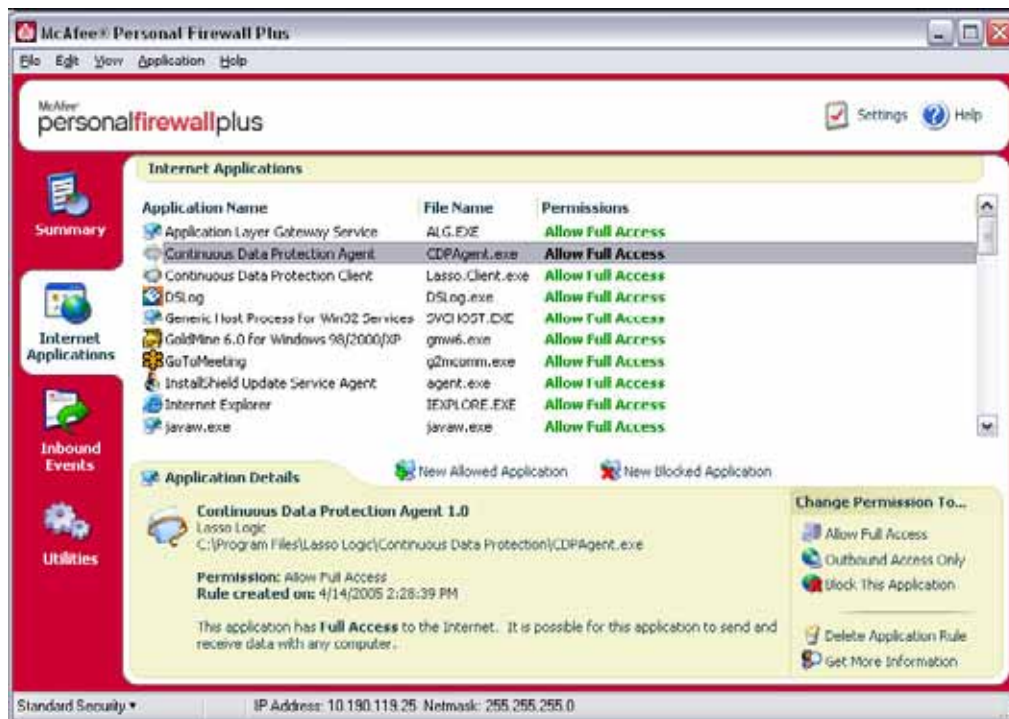 McAfee® Personal Firewall Plus
File Edit View Application Help
McAfee®
personalfirewallplus
Settings Help
Internet Applications
Application Name File Name Permissions
Application Layer Gateway Service ALG.EXE Allow Full Access
Continuous Data Protection Agent CDPAgent.exe Allow Full Access
Continuous Data Protection Client Lasso.Client.exe Allow Full Access
DSLog DSLog.exe Allow Full Access
Generic Host Process for Win32 Services SVCHOST.EXE Allow Full Access
GoldMine 6.0 for Windows 98/2000/XP gmw6.exe Allow Full Access
GoToMeeting g2mcomm.exe Allow Full Access
InstallShield Update Service Agent agent.exe Allow Full Access
Internet Explorer IEXPLORE.EXE Allow Full Access
javaw.exe javaw.exe Allow Full Access
Summary
Internet
Applications
Inbound
Events
Utilities
New Allowed Application New Blocked Application
Application Details
Continuous Data Protection Agent 1.0
Lasso Logic
C:\Program Files\Lasso Logic\Continuous Data Protection\CDPAgent.exe
Permission: Allow Full Access
Rule created on: 4/14/2005 2:28:39 PM
This application has Full Access to the Internet. It is possible for this application to send and
receive data with any computer.
Change Permission To...
Allow Full Access
Outbound Access Only
Block This Application
Delete Application Rule
Get More Information
Standard Security IP Address: 10.190.119.25 Netmask: 255.255.255.0